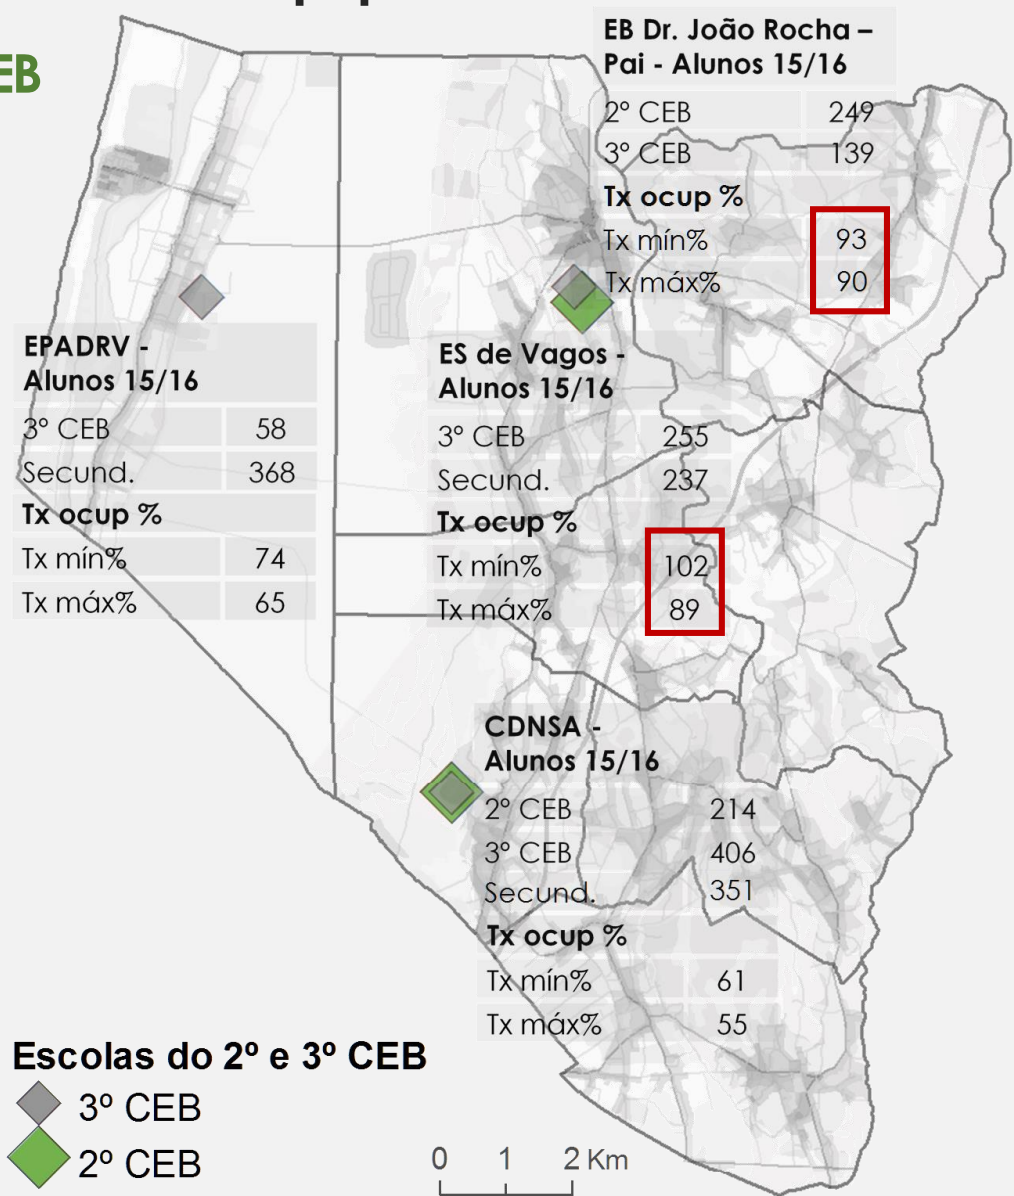 EB
EB Dr. João Rocha –
Pai - Alunos 15/16
2º CEB 249
3º CEB 139
Tx ocup %
Tx mín% 93
Tx máx% 90
EPADRV -
Alunos 15/16
3º CEB 58
Secund. 368
Tx ocup %
Tx mín% 74
Tx máx% 65
ES de Vagos -
Alunos 15/16
3º CEB 255
Secund. 237
Tx ocup %
Tx mín% 102
Tx máx% 89
CDNSA -
Alunos 15/16
2º CEB 214
3º CEB 406
Secund. 351
Tx ocup %
Tx mín% 61
Tx máx% 55
Escolas do 2º e 3º CEB
3º CEB
2º CEB
0 1 2 Km